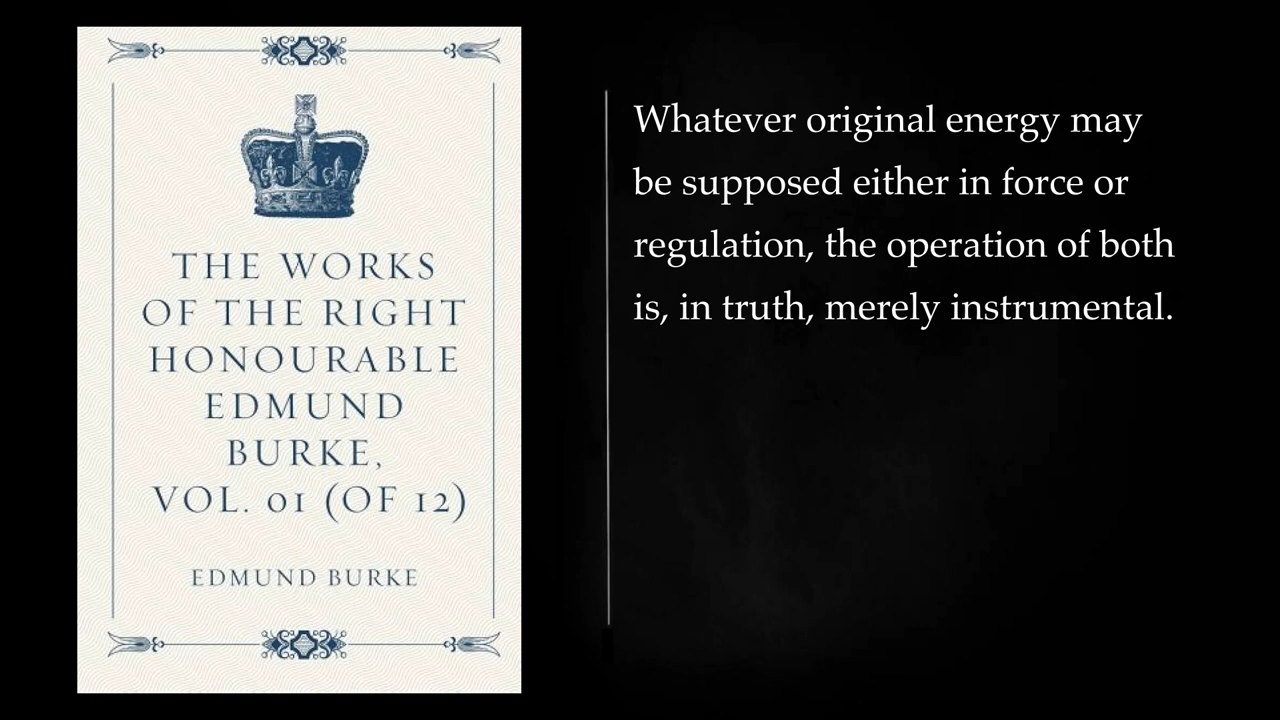 THE WORKS
OF THE RIGHT
HONOURABLE
EDMUND
BURKE,
VOL. 01 (OF 12)
EDMUND BURKE
Whatever original energy may
be supposed either in force or
regulation, the operation of both
is, in truth, merely instrumental.